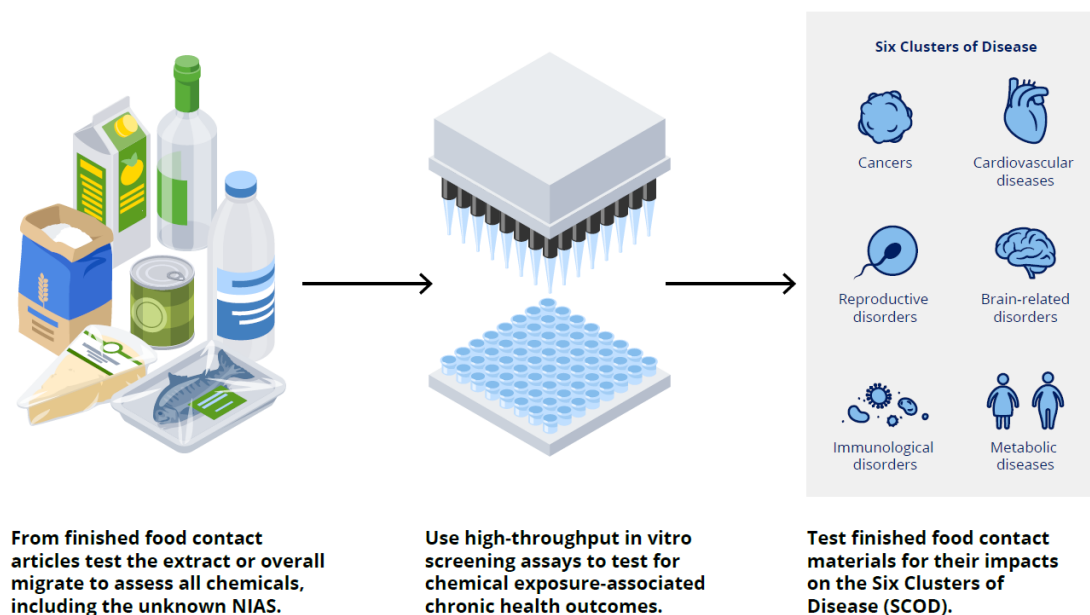 Six Clusters of Disease
Cancers
Cardiovascular
diseases
Reproductive
disorders
Brain-related
disorders
Immunological
disorders
Metabolic
diseases
From finished food contact
articles test the extract or overall
migrate to assess all chemicals,
including the unknown NIAS.
Use high-throughput in vitro
screening assays to test for
chemical exposure-associated
chronic health outcomes.
Test finished food contact
materials for their impacts
on the Six Clusters of
Disease (SCOD).